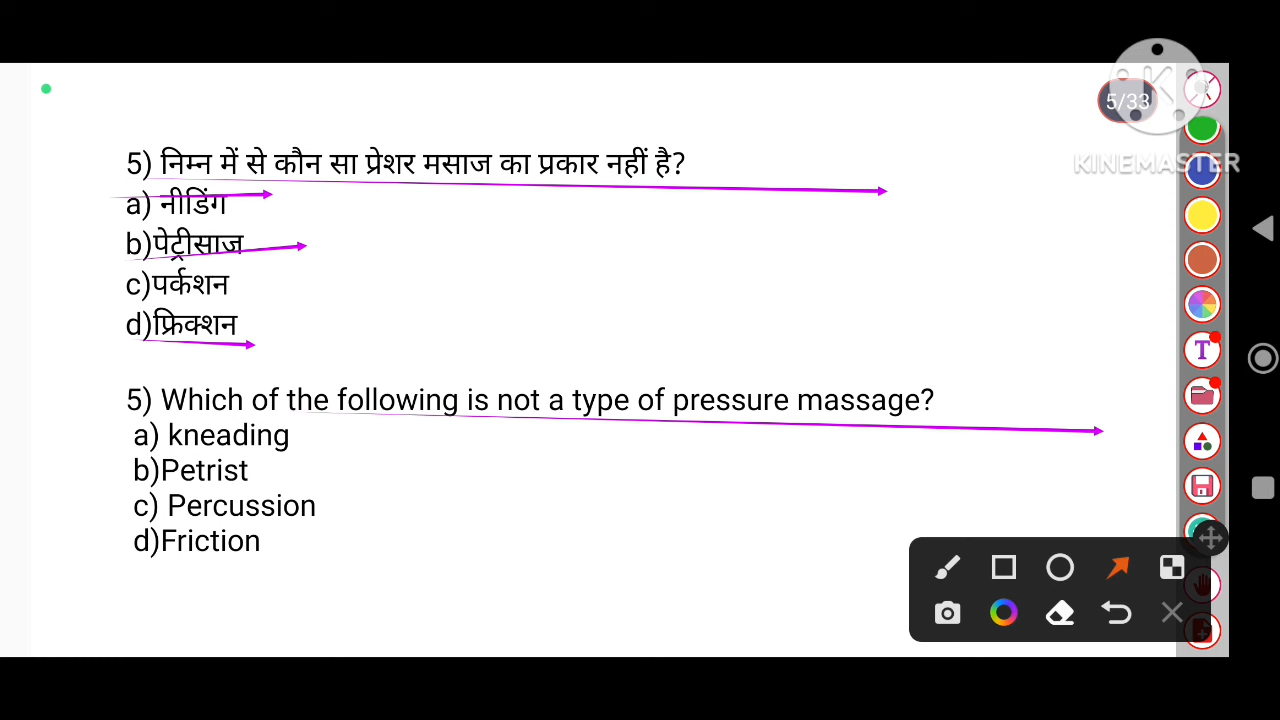 5/33
KINEMASTER
5) निम्न में से कौन सा प्रेशर मसाज का प्रकार नहीं है?
a) नीडिंग
b)पेट्रीसाज
c)पर्कशन
d)फ्रिक्शन
5) Which of the following is not a type of pressure massage?
a) kneading
b)Petrist
c) Percussion
d)Friction
T